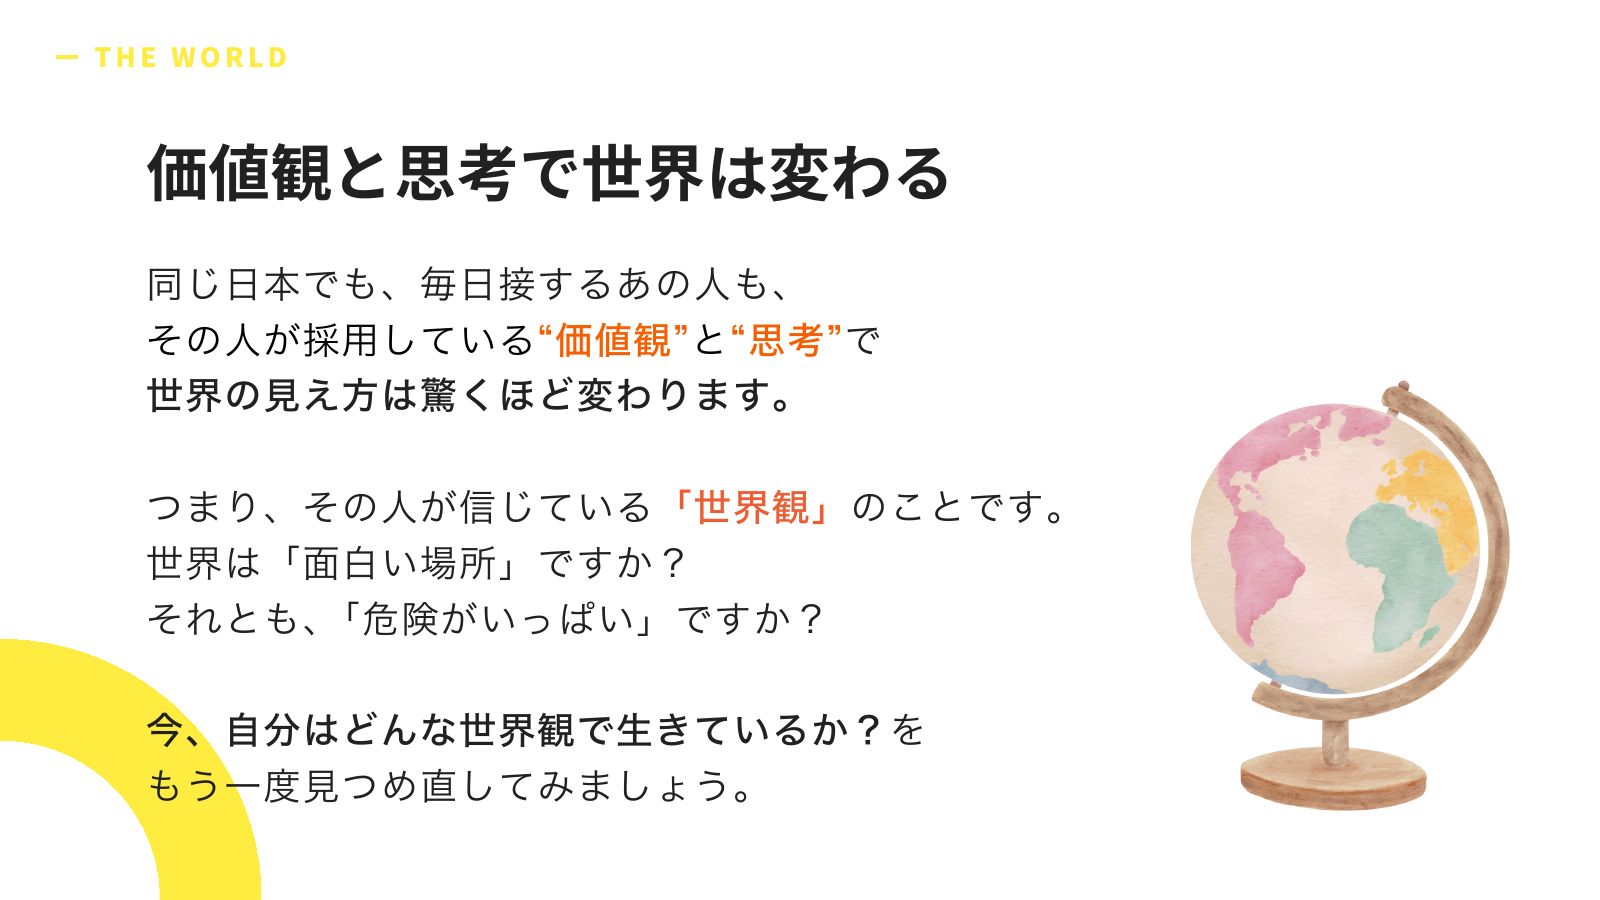 — THE WORLD
価値観と思考で世界は変わる
同じ日本でも、毎日接するあの人も、
その人が採用している“価値観”と“思考”で
世界の見え方は驚くほど変わります。
つまり、その人が信じている「世界観」のことです。
世界は「面白い場所」ですか？
それとも、「危険がいっぱい」ですか？
今、自分はどんな世界観で生きているか？を
もう一度見つめ直してみましょう。